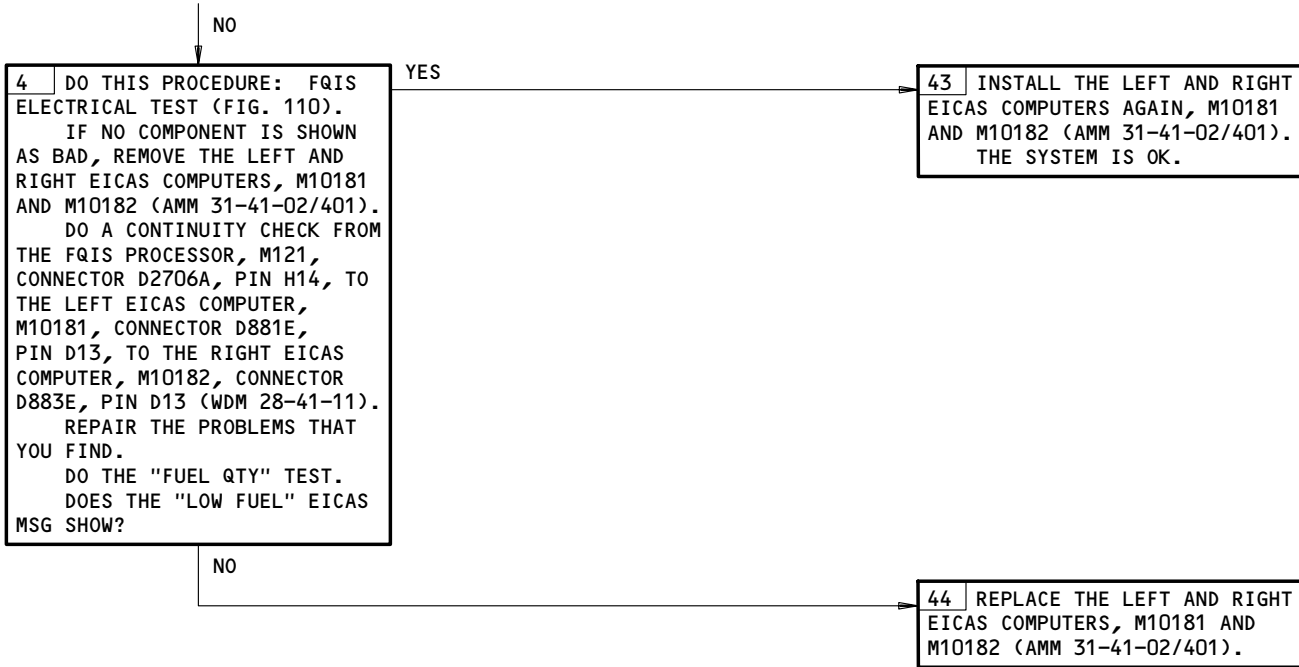 NO
4 DO THIS PROCEDURE: FQIS
ELECTRICAL TEST (FIG. 110).
IF NO COMPONENT IS SHOWN
AS BAD, REMOVE THE LEFT AND
RIGHT EICAS COMPUTERS, M10181
AND M10182 (AMM 31-41-02/401).
DO A CONTINUITY CHECK FROM
THE FQIS PROCESSOR, M121,
CONNECTOR D2706A, PIN H14, TO
THE LEFT EICAS COMPUTER,
M10181, CONNECTOR D881E,
PIN D13, TO THE RIGHT EICAS
COMPUTER, M10182, CONNECTOR
D883E, PIN D13 (WDM 28-41-11).
REPAIR THE PROBLEMS THAT
YOU FIND.
DO THE "FUEL QTY" TEST.
DOES THE "LOW FUEL" EICAS
MSG SHOW?
YES
43 INSTALL THE LEFT AND RIGHT
EICAS COMPUTERS AGAIN, M10181
AND M10182 (AMM 31-41-02/401).
THE SYSTEM IS OK.
NO
44 REPLACE THE LEFT AND RIGHT
EICAS COMPUTERS, M10181 AND
M10182 (AMM 31-41-02/401).